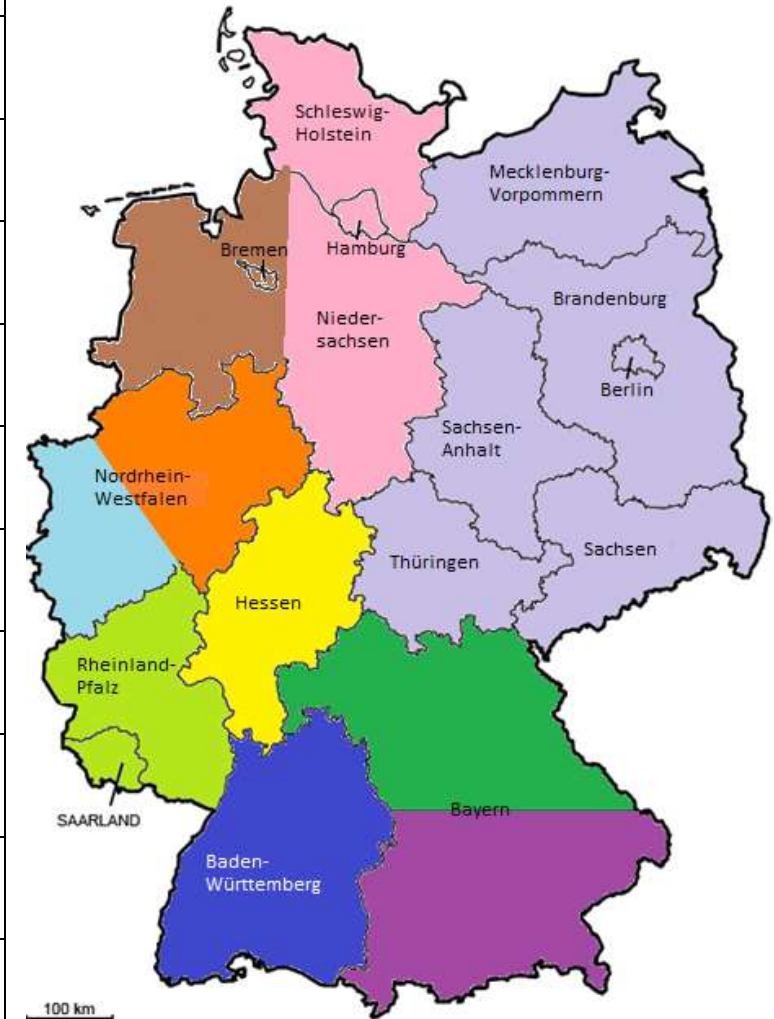 Schleswig-
Holstein
Mecklenburg-
Vorpommern
Bremen
Hamburg
Brandenburg
Nieder-
sachsen
Berlin
Sachsen-
Anhalt
Nordrhein-
Westfalen
Sachsen
Thüringen
Hessen
Rheinland-
Pfalz
SAARLAND
Bayern
Baden-
Württemberg
100 km